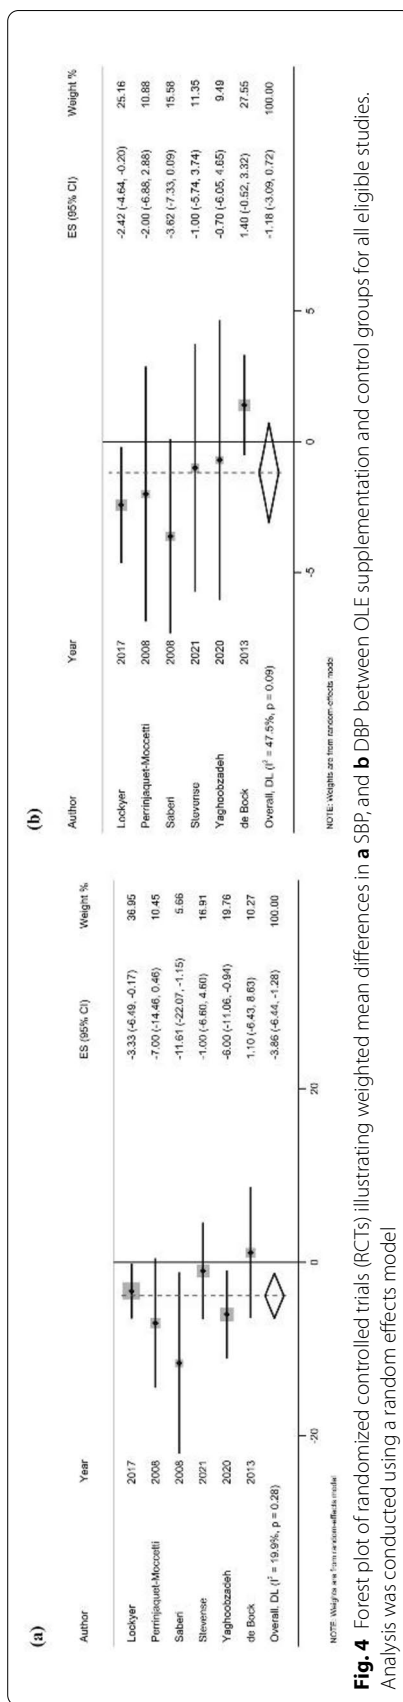 (a)
Author Year ES (95% CI) Weight %
Lockyer 2017 -3.33 (-6.49, -0.17) 36.95
Perrinjaquet-Moccetti 2008 -7.00 (-14.46, 0.46) 10.45
Saberi 2008 -11.61 (-22.07, -1.15) 5.66
Stevense 2021 -1.00 (-6.60, 4.60) 16.91
Yaghoobzadeh 2020 -6.00 (-11.06, -0.94) 19.76
de Bock 2013 1.10 (-6.43, 8.63) 10.27
Overall, DL (I² = 19.9%, p = 0.28) -3.86 (-6.44, -1.28) 100.00
-20 0 20
NOTE: Weights are from random-effects model
(b)
Author Year ES (95% CI) Weight %
Lockyer 2017 -2.42 (-4.64, -0.20) 25.16
Perrinjaquet-Moccetti 2008 -2.00 (-6.88, 2.88) 10.88
Saberi 2008 -3.62 (-7.33, 0.09) 15.58
Stevense 2021 -1.00 (-5.74, 3.74) 11.35
Yaghoobzadeh 2020 -0.70 (-6.05, 4.65) 9.49
de Bock 2013 1.40 (-0.52, 3.32) 27.55
Overall, DL (I² = 47.5%, p = 0.09) -1.18 (-3.09, 0.72) 100.00
-5 0 5
NOTE: Weights are from random-effects model
Fig. 4 Forest plot of randomized controlled trials (RCTs) illustrating weighted mean differences in a SBP, and b DBP between OLE supplementation and control groups for all eligible studies.
Analysis was conducted using a random effects model